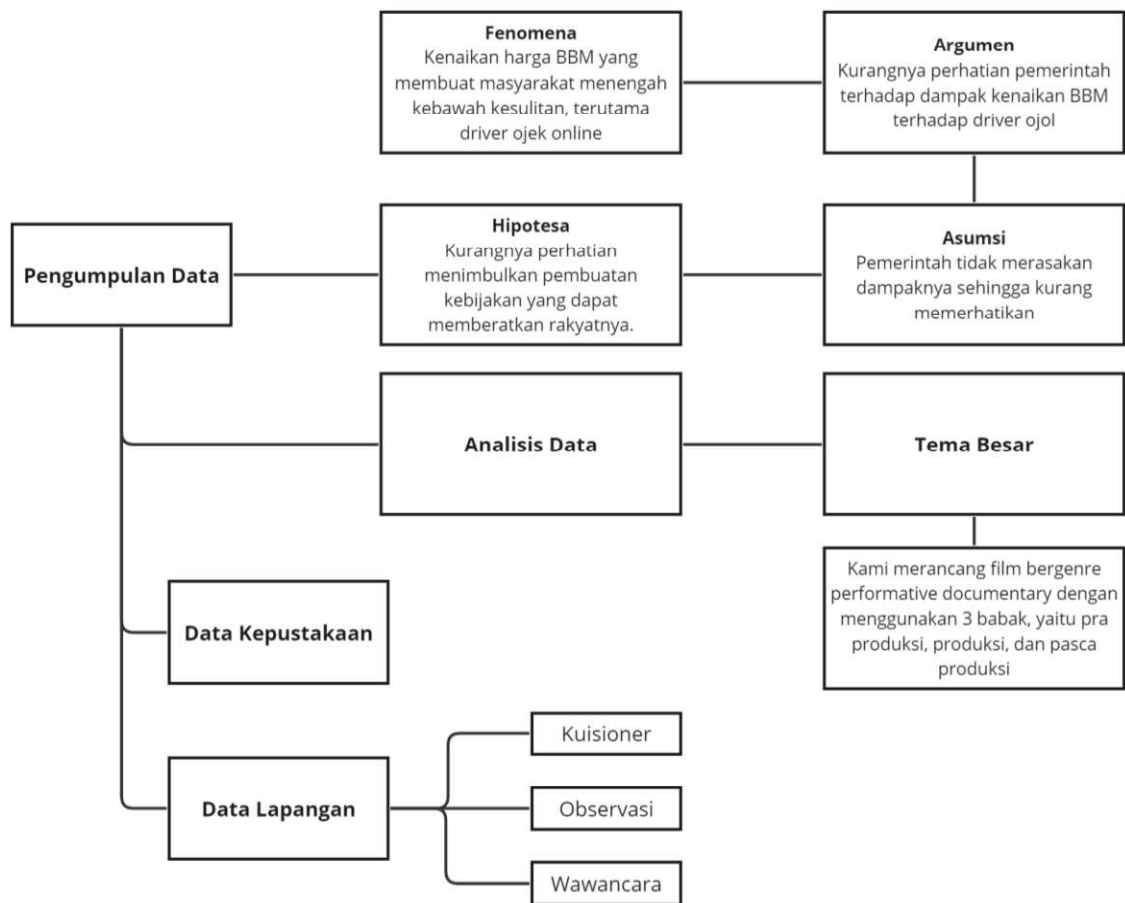 Fenomena
Kenaikan harga BBM yang
membuat masyarakat menengah
kebawah kesulitan, terutama
driver ojek online
Argumen
Kurangnya perhatian pemerintah
terhadap dampak kenaikan BBM
terhadap driver ojol
Pengumpulan Data
Hipotesa
Kurangnya perhatian
menimbulkan pembuatan
kebijakan yang dapat
memberatkan rakyatnya.
Asumsi
Pemerintah tidak merasakan
dampaknya sehingga kurang
memerhatikan
Analisis Data
Tema Besar
Kami merancang film bergenre
performative documentary dengan
menggunakan 3 babak, yaitu pra
produksi, produksi, dan pasca
produksi
Data Kepustakaan
Data Lapangan
Kuisioner
Observasi
Wawancara